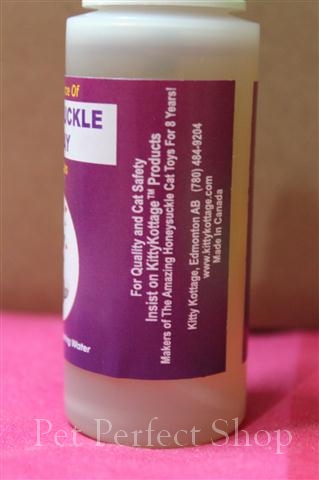 ce Of
UCKLE
Y
ts
ing Water
For Quality and Cat Safety
Insist on KittyKottage™ Products
Makers of The Amazing Honeysuckle Cat Toys For 8 Years!
Kitty Kottage, Edmonton AB (780) 484-9204
www.kittykottage.com
Made In Canada
Pet Perfect Shop